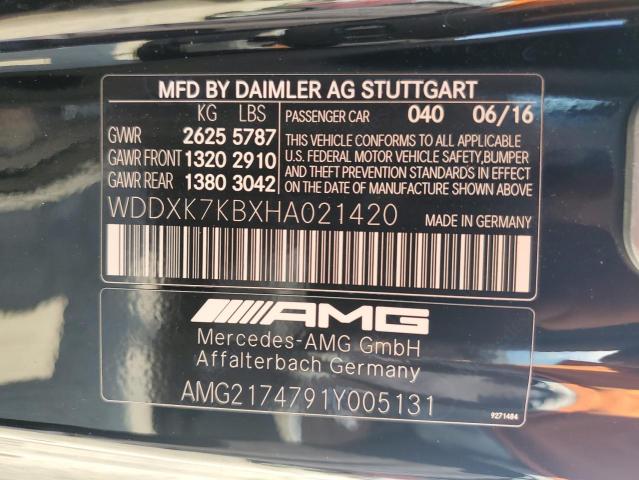 MFD BY DAIMLER AG STUTTGART
KG LBS
GVWR 2625 5787
GAWR FRONT 1320 2910
GAWR REAR 1380 3042
PASSENGER CAR 040 06/16
THIS VEHICLE COMPLIES TO ALL APPLICABLE
U.S. FEDERAL MOTOR VEHICLE SAFETY, BUMPER
AND THEFT PREVENTION STANDARDS IN EFFECT
ON THE DATE OF MANUFACTURE SHOWN ABOVE
WDDXK7KBXHA021420 MADE IN GERMANY
AMG
Mercedes-AMG GmbH
Affalterbach Germany
AMG2174791Y005131
9271484